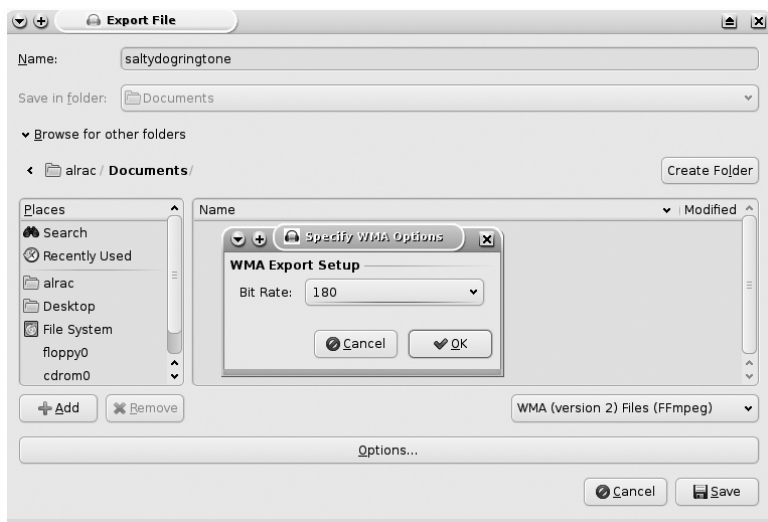 Export File
Name: saltydogringtone
Save in folder: Documents
Browse for other folders
alrac / Documents /
Create Folder
Places
Name
Modified
Search
Recently Used
alrac
Desktop
File System
floppy0
cdrom0
Specify WMA Options
WMA Export Setup
Bit Rate: 180
Cancel
OK
Add
Remove
WMA (version 2) Files (FFmpeg)
Options...
Cancel
Save